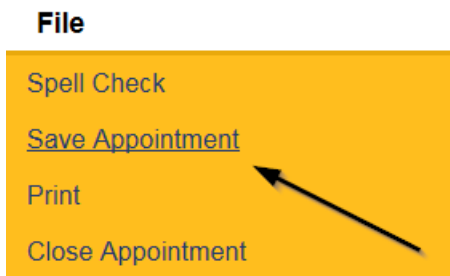 File
Spell Check
Save Appointment
Print
Close Appointment